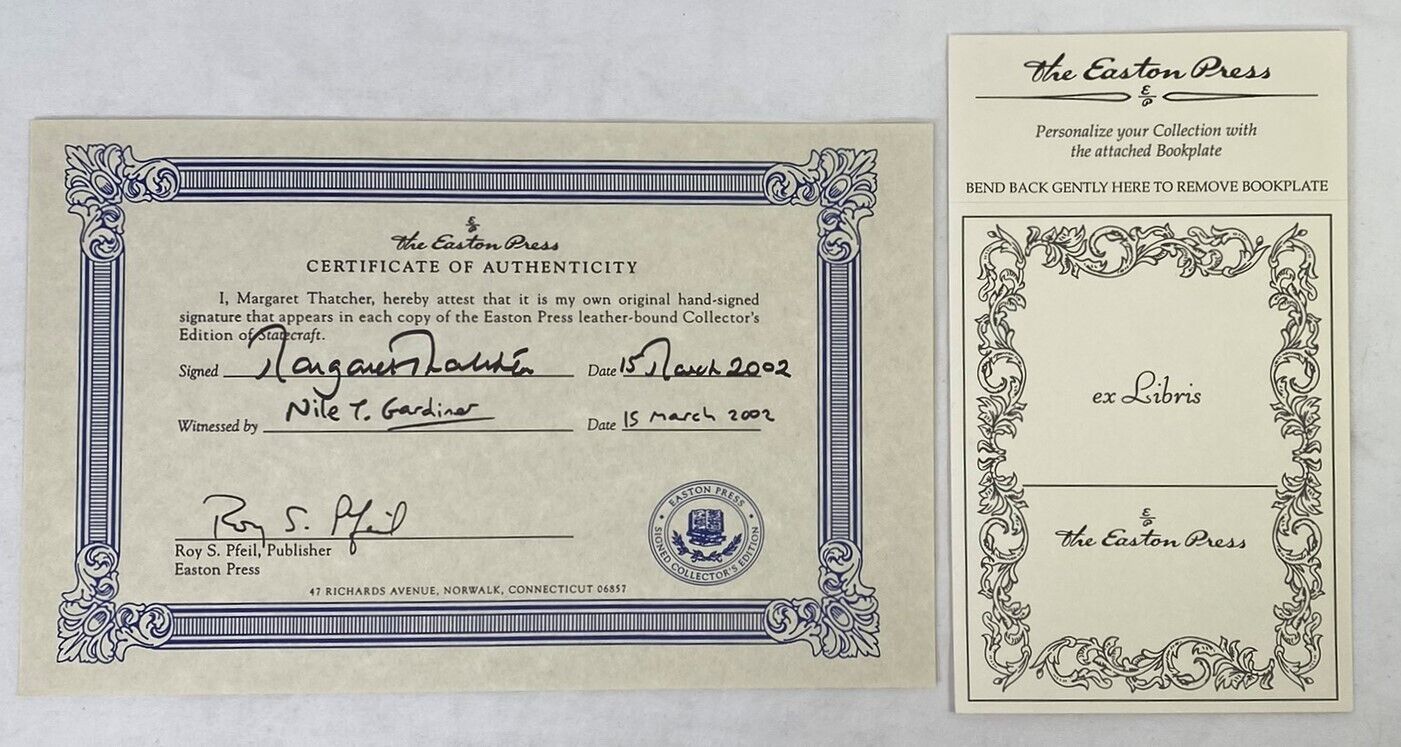 The Easton Press
CERTIFICATE OF AUTHENTICITY
I, Margaret Thatcher, hereby attest that it is my own original hand-signed
signature that appears in each copy of the Easton Press leather-bound Collector's
Edition of Statecraft.
Signed Margaret Thatcher Date 15 March 2002
Witnessed by Nile T. Gardiner Date 15 March 2002
Roy S. Pfeil
Roy S. Pfeil, Publisher
Easton Press
EASTON PRESS
SIGNED COLLECTOR'S EDITION
47 RICHARDS AVENUE, NORWALK, CONNECTICUT 06857
The Easton Press
E
P
Personalize your Collection with
the attached Bookplate
BEND BACK GENTLY HERE TO REMOVE BOOKPLATE
ex Libris
The Easton Press